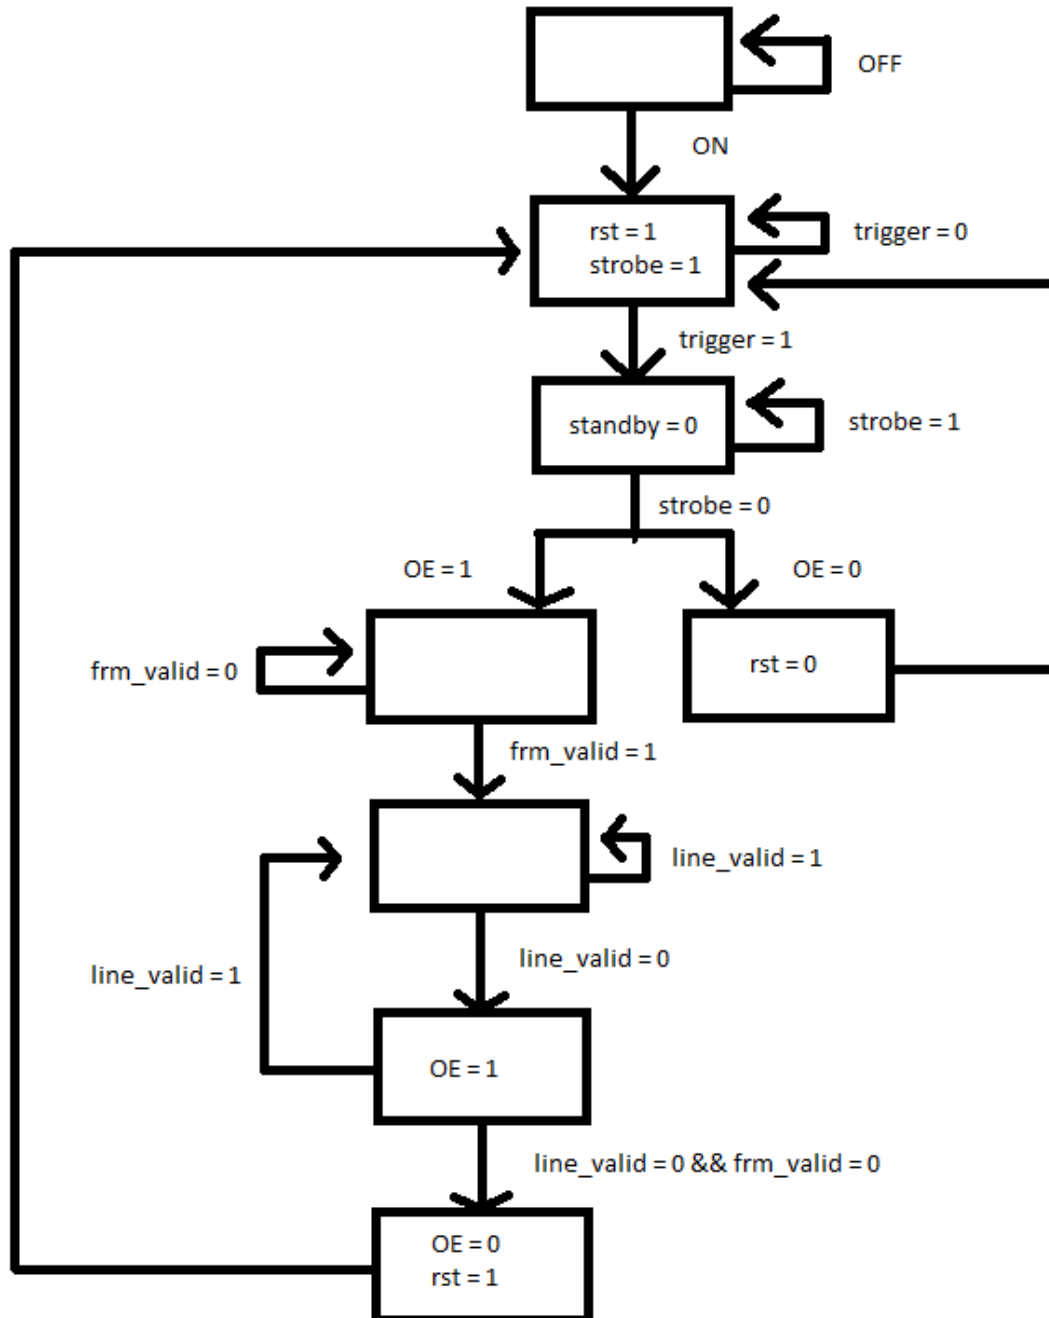 OFF
ON
rst = 1
strobe = 1
trigger = 0
trigger = 1
standby = 0
strobe = 1
strobe = 0
OE = 1
OE = 0
frm_valid = 0
rst = 0
frm_valid = 1
line_valid = 1
line_valid = 0
line_valid = 1
OE = 1
line_valid = 0 && frm_valid = 0
OE = 0
rst = 1